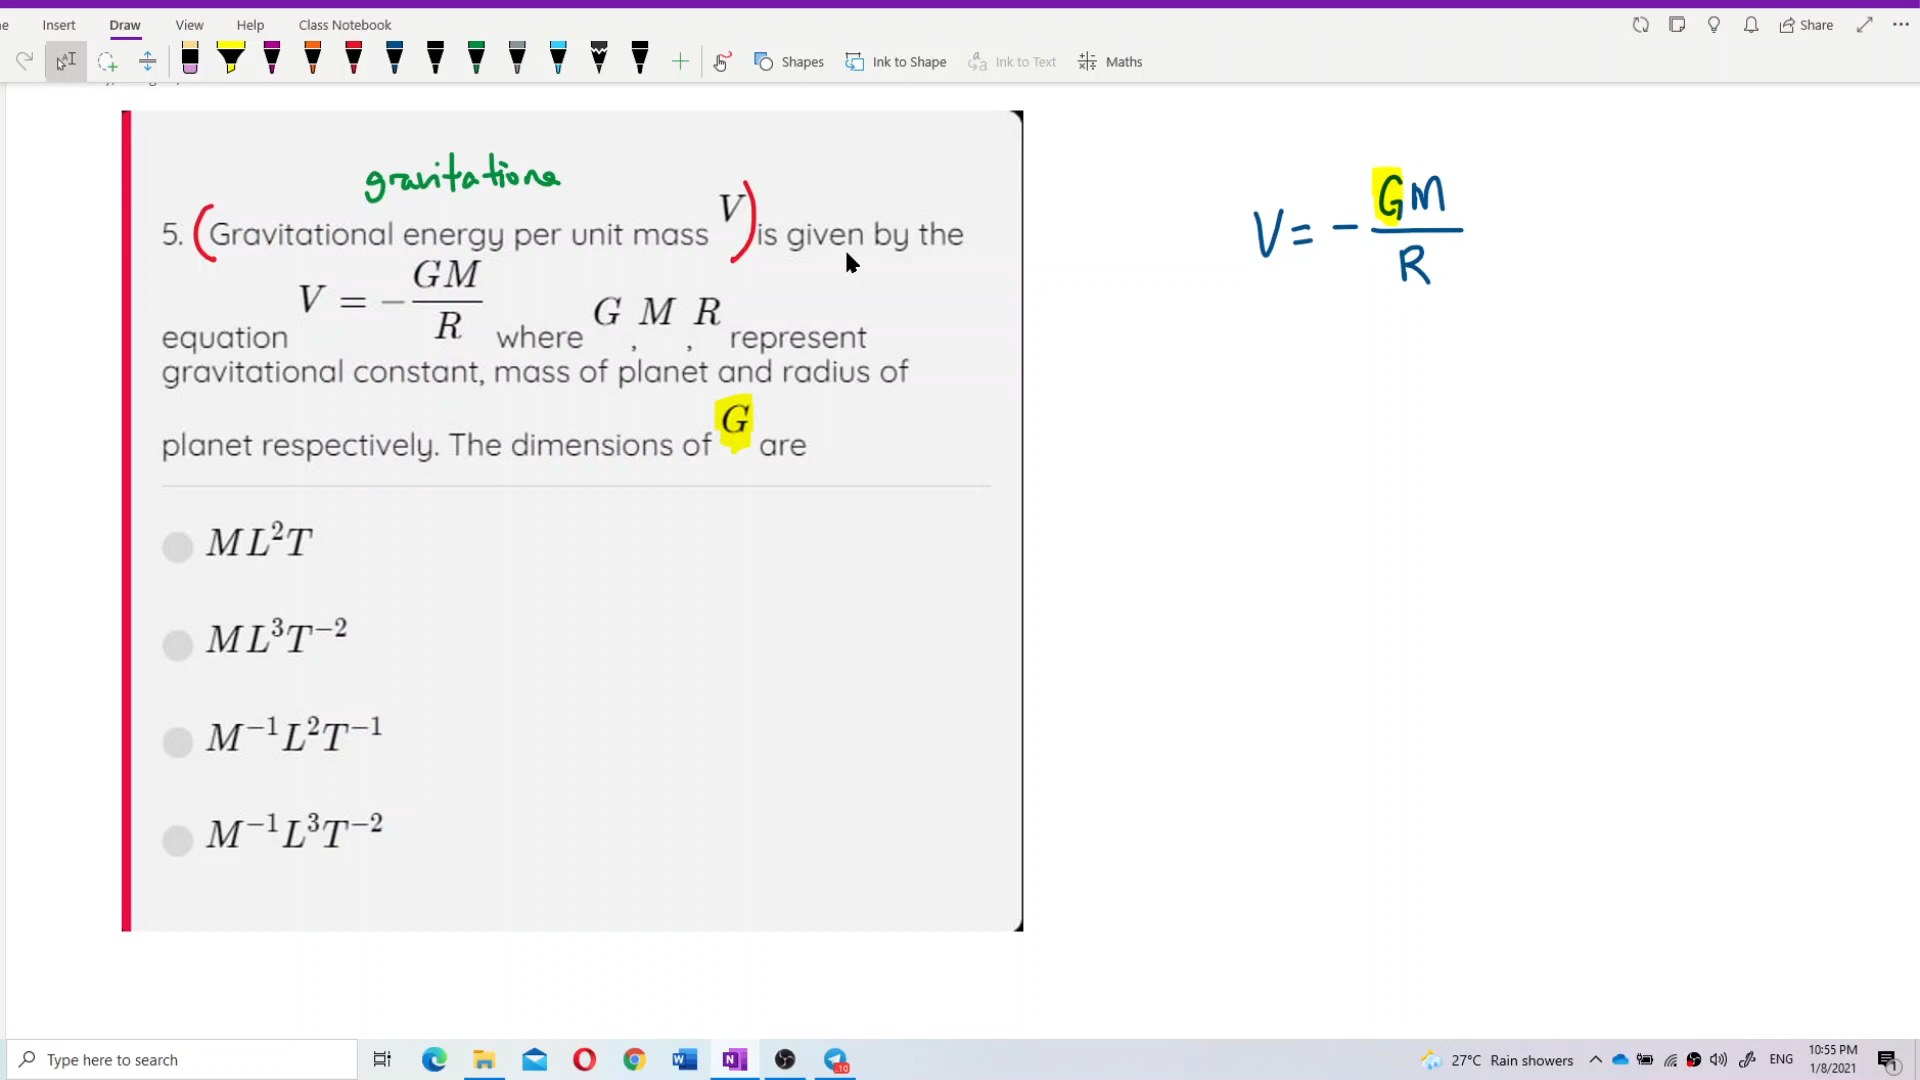 Insert Draw View Help Class Notebook Share
Shapes Ink to Shape Ink to Text Maths
gravitationa
5. (Gravitational energy per unit mass V) is given by the
equation V = −GM/R where G, M, R represent
gravitational constant, mass of planet and radius of
planet respectively. The dimensions of G are
ML²T
ML³T⁻²
M⁻¹L²T⁻¹
M⁻¹L³T⁻²
V = − GM/R
Type here to search
27°C Rain showers
ENG
10:55 PM
1/8/2021
10
1